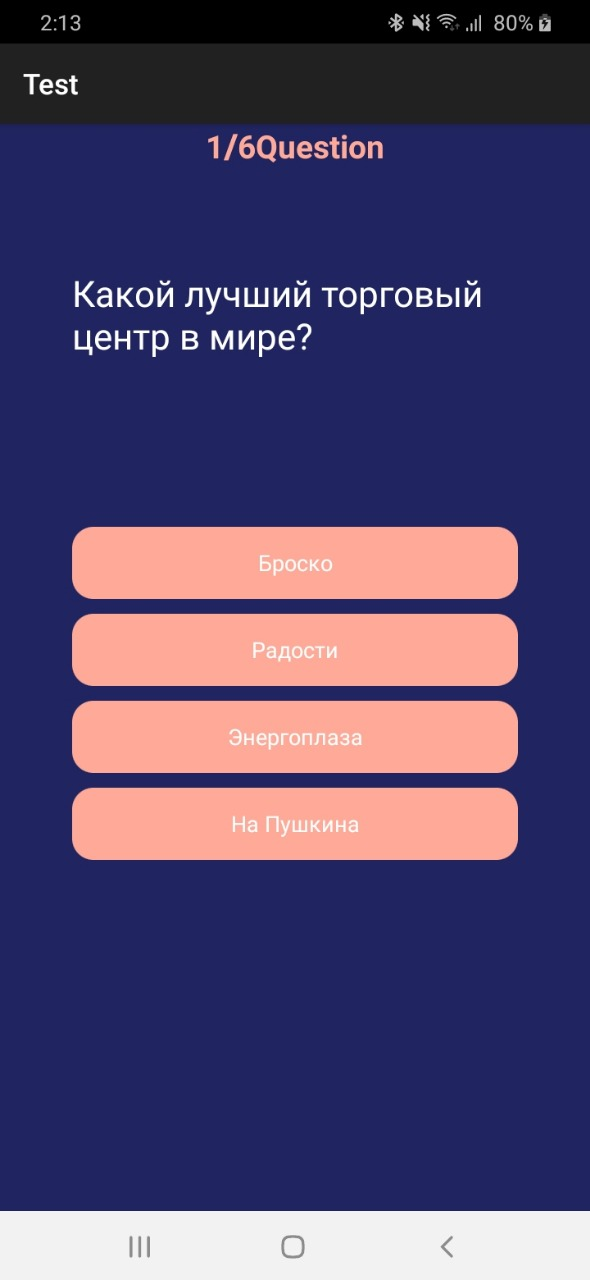 2:13
80%
Test
1/6Question
Какой лучший торговый
центр в мире?
Броско
Радости
Энергоплаза
На Пушкина